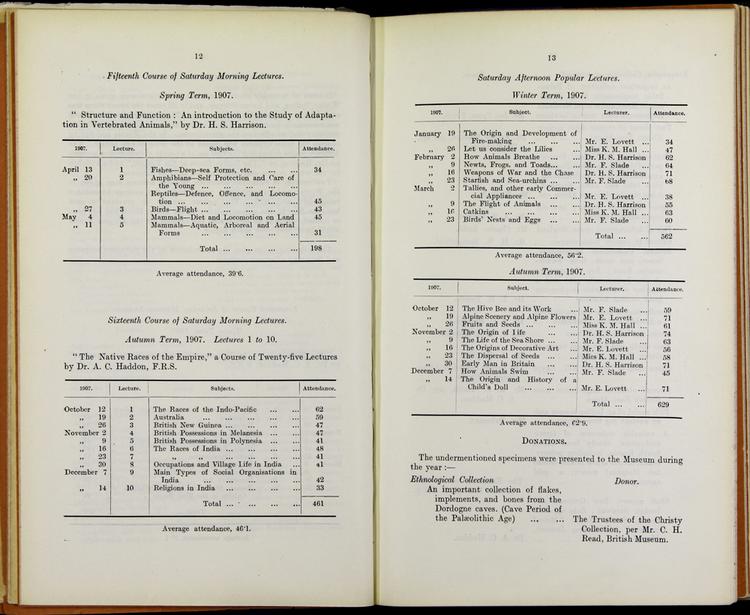 12
Fifteenth Course of Saturday Morning Lectures.
Spring Term, 1907.
" Structure and Function : An introduction to the Study of Adapta-
tion in Vertebrated Animals," by Dr. H. S. Harrison.
1907. Lecture. Subjects. Attendance.
April 13 1 Fishes—Deep-sea Forms, etc. ... ... 34
„ 20 2 Amphibians—Self Protection and Care of
the Young ... ... ... ... ...
Reptiles—Defence, Offence, and Locomo-
tion ... ... ... ... ... ... 45
„ 27 3 Birds—Flight ... ... ... ... ... 43
May 4 4 Mammals—Diet and Locomotion on Land 45
„ 11 5 Mammals—Aquatic, Arboreal and Aerial
Forms ... ... ... ... ... 31
Total ... ... ... ... 198
Average attendance, 39·6.
Sixteenth Course of Saturday Morning Lectures.
Autumn Term, 1907. Lectures 1 to 10.
" The Native Races of the Empire," a Course of Twenty-five Lectures
by Dr. A. C. Haddon, F.R.S.
1907. Lecture. Subjects. Attendance.
October 12 1 The Races of the Indo-Pacific ... ... 62
„ 19 2 Australia ... ... ... ... ... 59
„ 26 3 British New Guinea ... ... ... ... 47
November 2 4 British Possessions in Melanesia ... ... 47
„ 9 5 British Possessions in Polynesia ... ... 41
„ 16 6 The Races of India ... ... ... ... 48
„ 23 7 „ „ ... ... ... ... 41
„ 30 8 Occupations and Village Life in India ... 41
December 7 9 Main Types of Social Organisations in
India ... ... ... ... ... 42
„ 14 10 Religions in India ... ... ... ... 33
Total ... ... ... ... 461
Average attendance, 46·1.
13
Saturday Afternoon Popular Lectures.
Winter Term, 1907.
1907. Subject. Lecturer. Attendance.
January 19 The Origin and Development of
Fire-making ... ... ... Mr. E. Lovett ... 34
„ 26 Let us consider the Lilies ... Miss K. M. Hall ... 47
February 2 How Animals Breathe ... ... Dr. H. S. Harrison 62
„ 9 Newts, Frogs, and Toads... ... Mr. F. Slade ... 64
„ 16 Weapons of War and the Chase Dr. H. S. Harrison 71
„ 23 Starfish and Sea-urchins ... ... Mr. F. Slade ... 68
March 2 Tallies, and other early Commer-
cial Appliances ... ... ... Mr. E. Lovett ... 38
„ 9 The Flight of Animals ... ... Dr. H. S. Harrison 55
„ 16 Catkins ... ... ... ... Miss K. M. Hall ... 63
„ 23 Birds' Nests and Eggs ... ... Mr. F. Slade ... 60
Total ... ... 562
Average attendance, 56·2.
Autumn Term, 1907.
1907. Subject. Lecturer. Attendance.
October 12 The Hive Bee and its Work ... Mr. F. Slade ... 59
„ 19 Alpine Scenery and Alpine Flowers Mr. E. Lovett ... 71
„ 26 Fruits and Seeds ... ... ... Miss K. M. Hall ... 61
November 2 The Origin of Life ... ... Dr. H. S. Harrison 74
„ 9 The Life of the Sea Shore ... ... Mr. F. Slade ... 63
„ 16 The Origins of Decorative Art ... Mr. E. Lovett ... 56
„ 23 The Dispersal of Seeds ... ... Miss K. M. Hall ... 58
„ 30 Early Man in Britain ... ... Dr. H. S. Harrison 71
December 7 How Animals Swim ... ... Mr. F. Slade ... 45
„ 14 The Origin and History of a
Child's Doll ... ... ... Mr. E. Lovett ... 71
Total ... ... 629
Average attendance, 62·9.
DONATIONS.
The undermentioned specimens were presented to the Museum during
the year :—
Ethnological Collection Donor.
An important collection of flakes,
implements, and bones from the
Dordogne caves. (Cave Period of
the Palæolithic Age) ... ... The Trustees of the Christy
Collection, per Mr. C. H.
Read, British Museum.